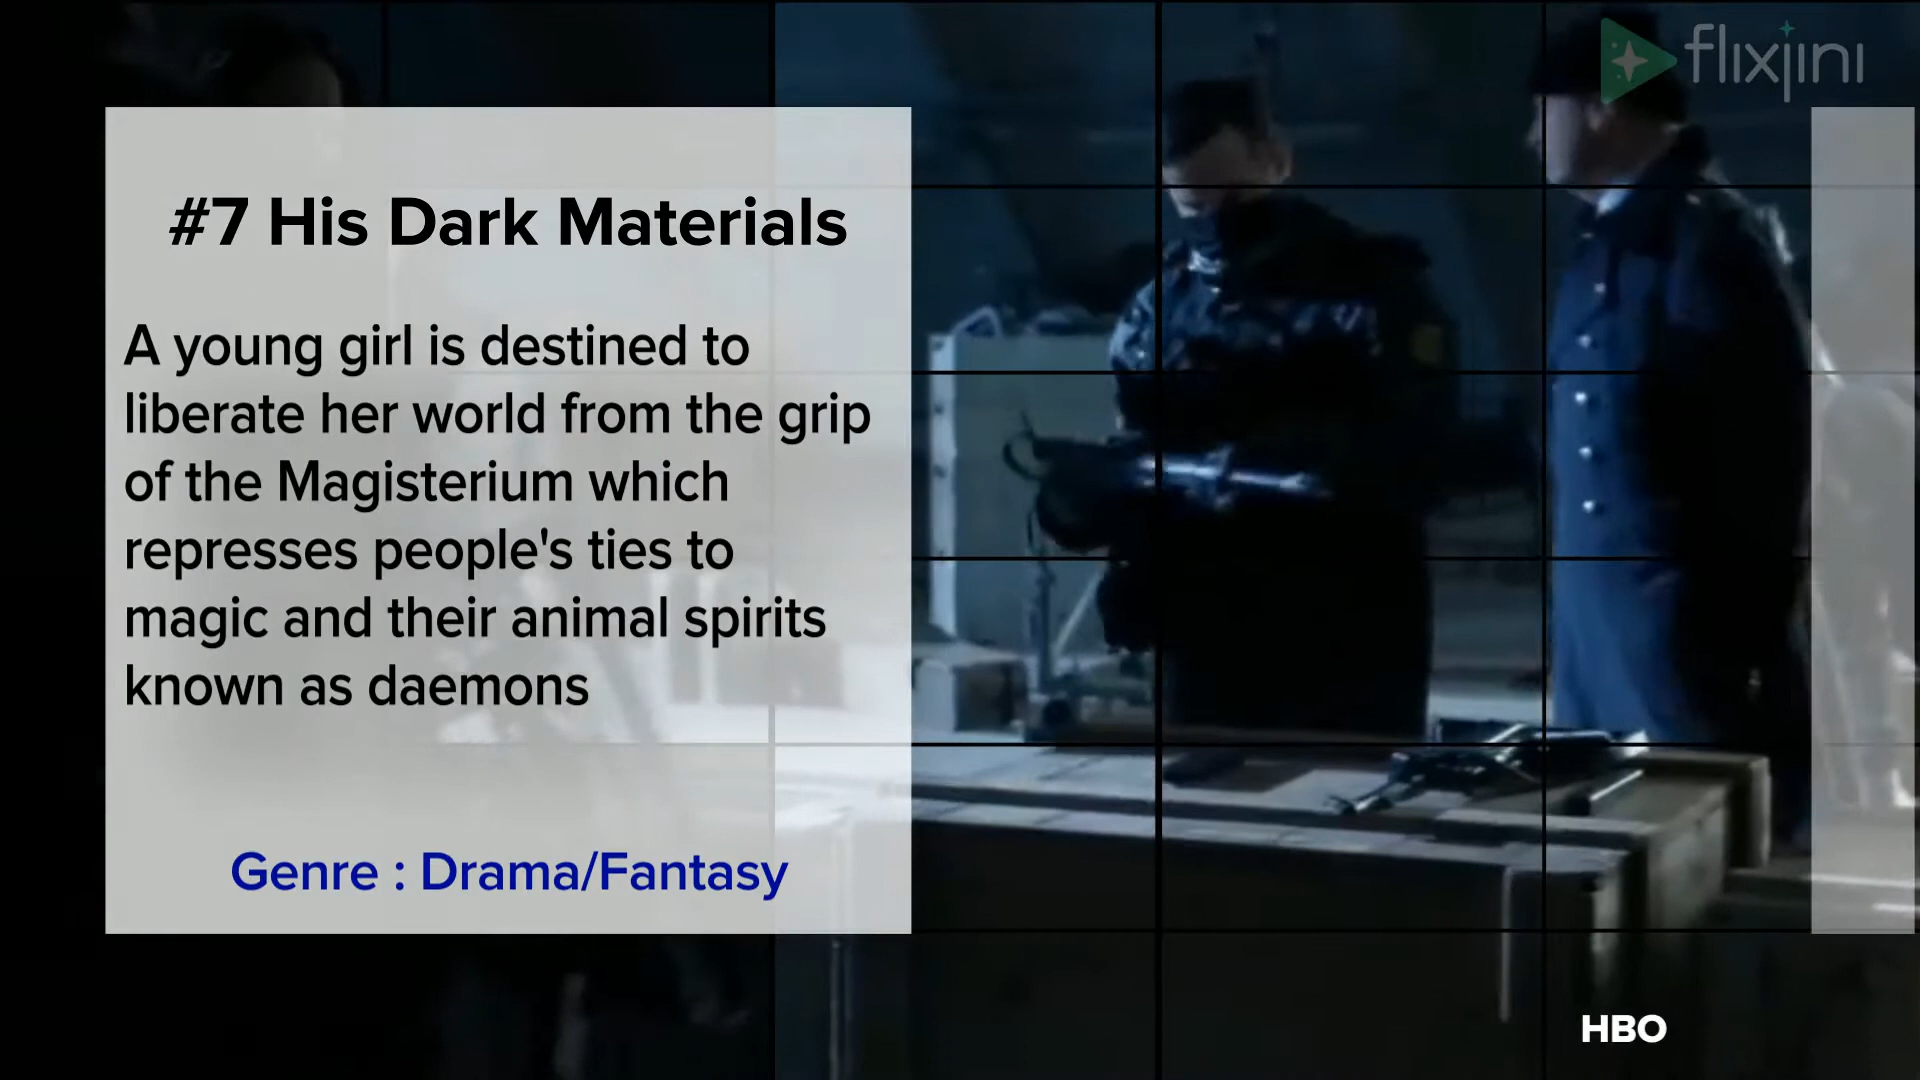 flixjini
#7 His Dark Materials
A young girl is destined to
liberate her world from the grip
of the Magisterium which
represses people's ties to
magic and their animal spirits
known as daemons
Genre : Drama/Fantasy
HBO